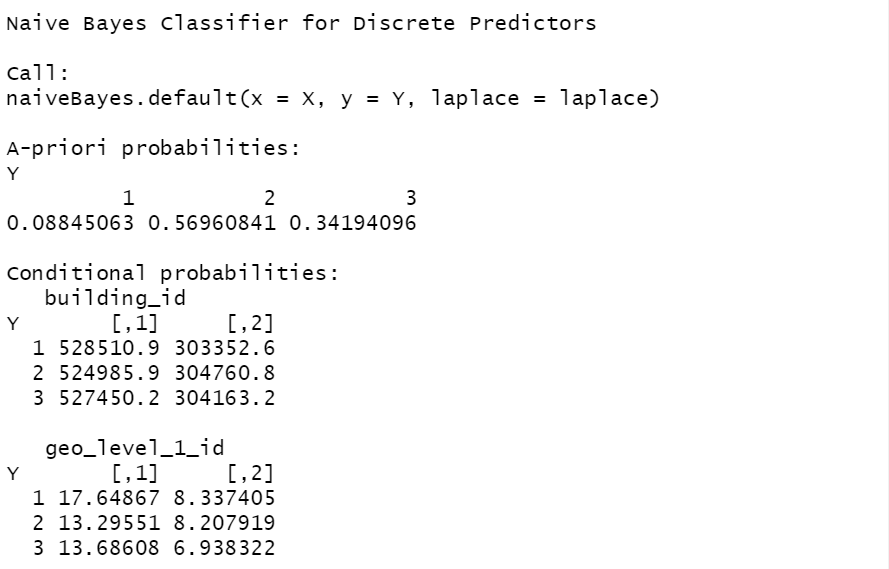 Naive Bayes Classifier for Discrete Predictors

Call:
naiveBayes.default(x = X, y = Y, laplace = laplace)

A-priori probabilities:
Y
         1          2          3
0.08845063 0.56960841 0.34194096

Conditional probabilities:
   building_id
Y       [,1]     [,2]
  1 528510.9 303352.6
  2 524985.9 304760.8
  3 527450.2 304163.2

   geo_level_1_id
Y       [,1]     [,2]
  1 17.64867 8.337405
  2 13.29551 8.207919
  3 13.68608 6.938322